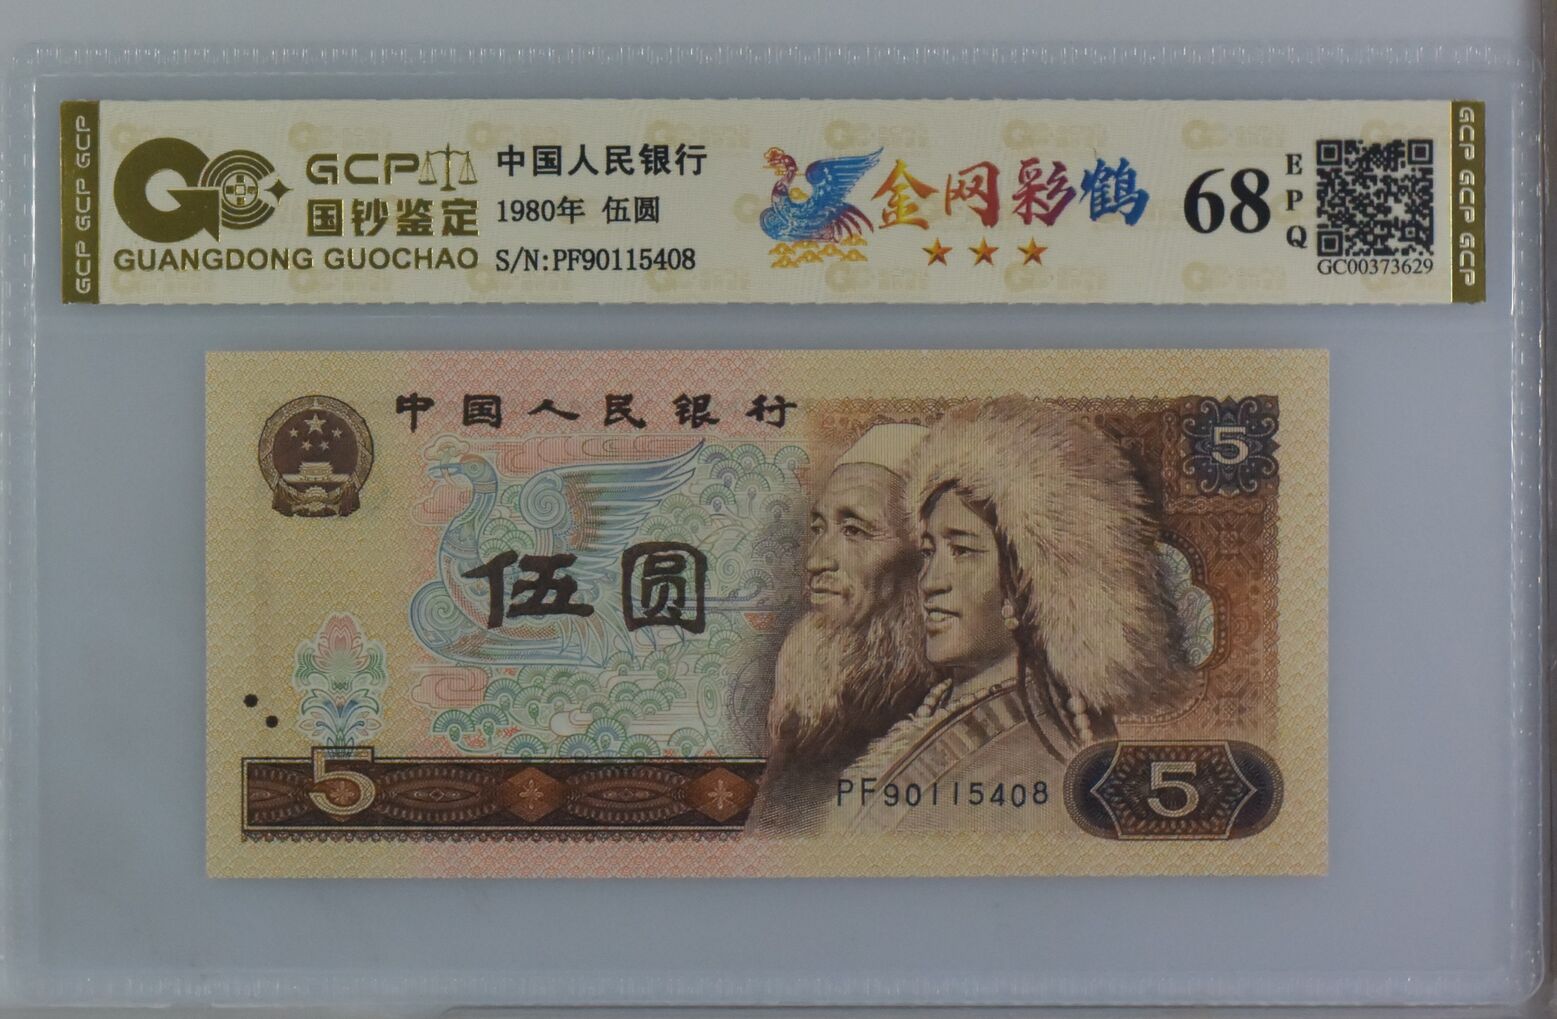 GCP GCP GCP
GCP
国钞鉴定
GUANGDONG GUOCHAO
中国人民银行
1980年 伍圆
S/N:PF90115408
金网彩鹤
68
EPQ
GC00373629
GCP GCP GCP
中国人民银行
5
伍圆
5
PF90115408
5